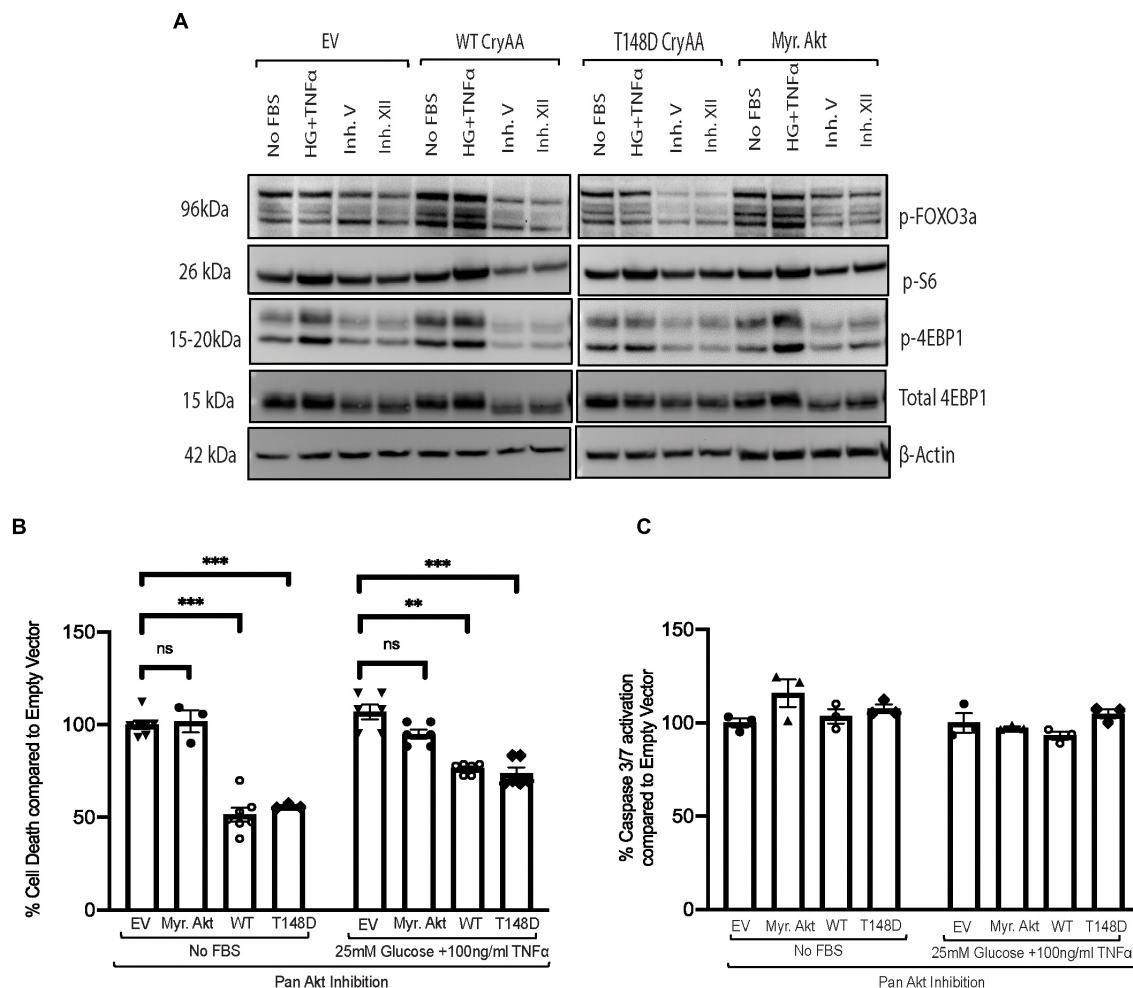 A
EV WT CryAA T148D CryAA Myr. Akt
No FBS HG+TNFα Inh. V Inh. XII No FBS HG+TNFα Inh. V Inh. XII No FBS HG+TNFα Inh. V Inh. XII No FBS HG+TNFα Inh. V Inh. XII
96kDa p-FOXO3a
26 kDa p-S6
15-20kDa p-4EBP1
15 kDa Total 4EBP1
42 kDa β-Actin
B
% Cell Death compared to Empty Vector
150
100
50
0
***
***
ns
***
**
ns
EV Myr. Akt WT T148D EV Myr. Akt WT T148D
No FBS 25mM Glucose +100ng/ml TNFα
Pan Akt Inhibition
C
% Caspase 3/7 activation
compared to Empty Vector
150
100
50
0
EV Myr. Akt WT T148D EV Myr. Akt WT T148D
No FBS 25mM Glucose +100ng/ml TNFα
Pan Akt Inhibition